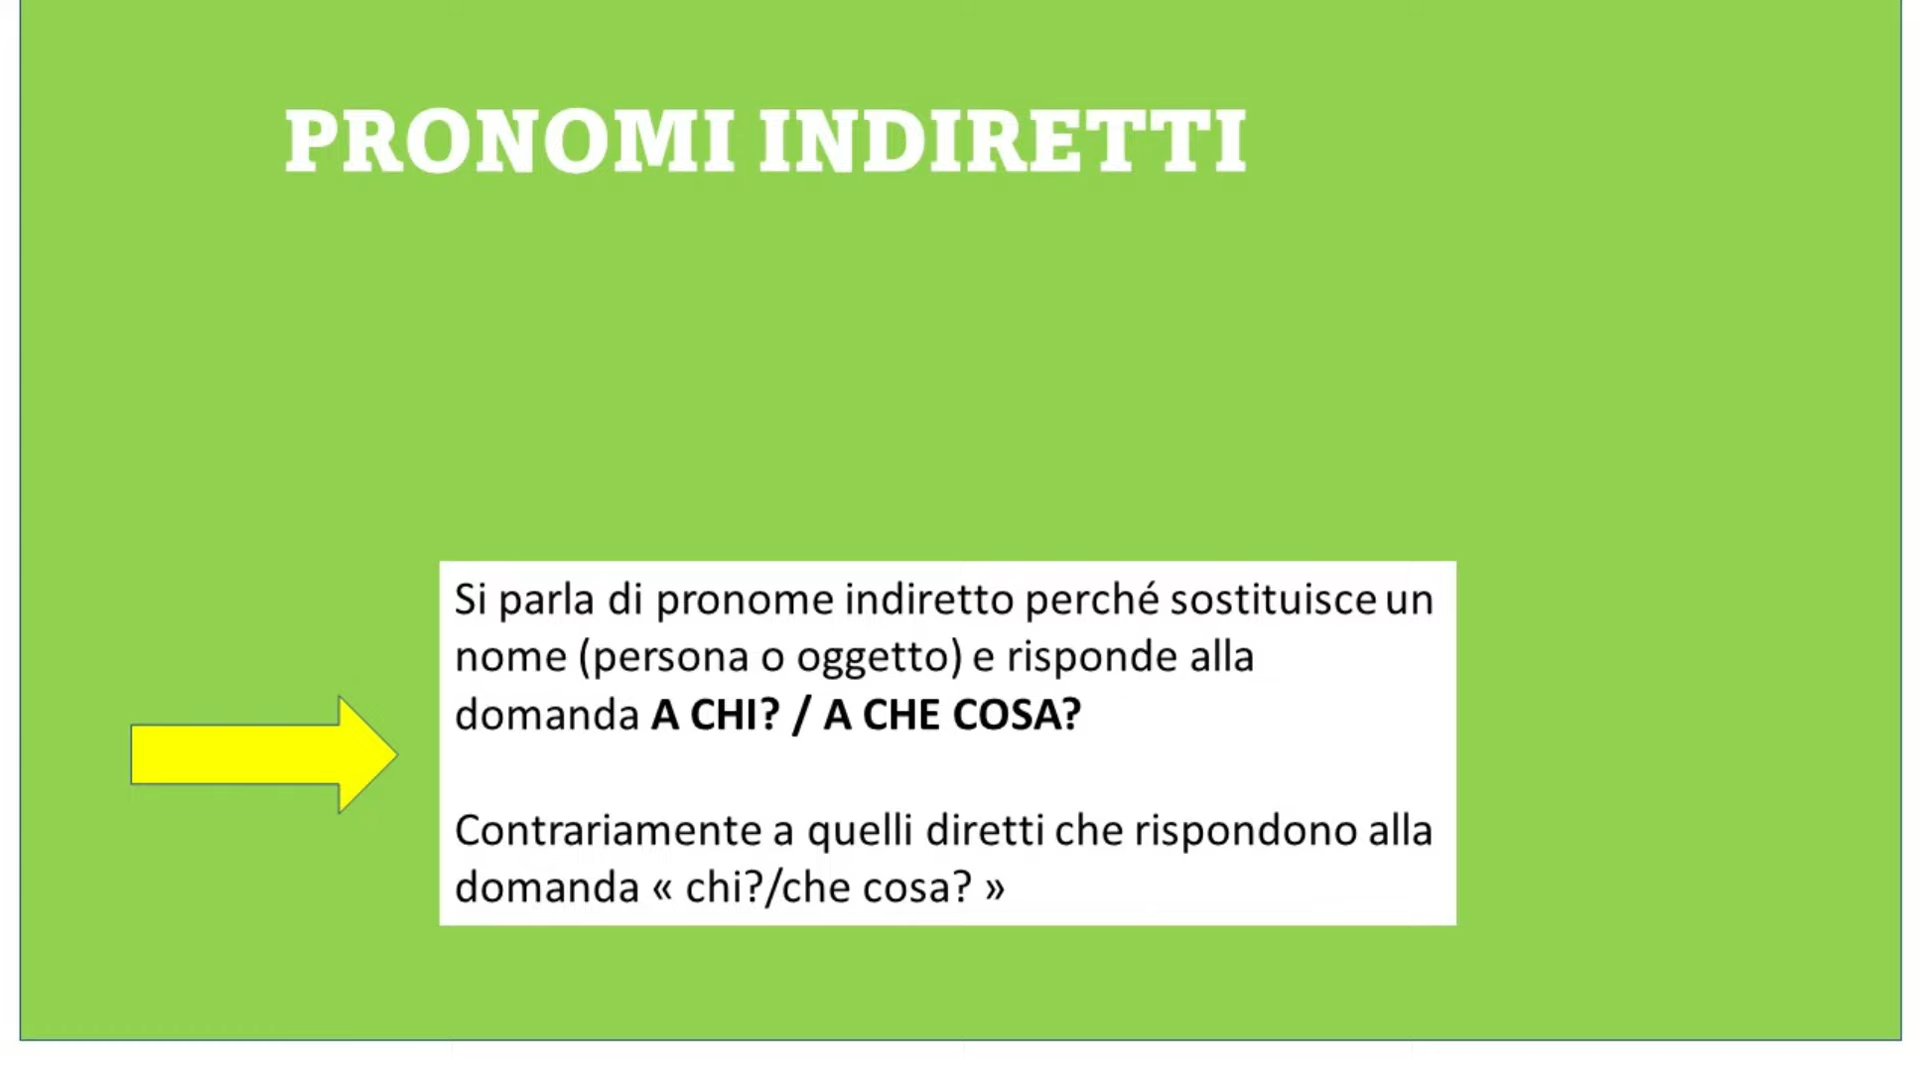 PRONOMI INDIRETTI
Si parla di pronome indiretto perché sostituisce un
nome (persona o oggetto) e risponde alla
domanda A CHI? / A CHE COSA?
Contrariamente a quelli diretti che rispondono alla
domanda « chi?/che cosa? »